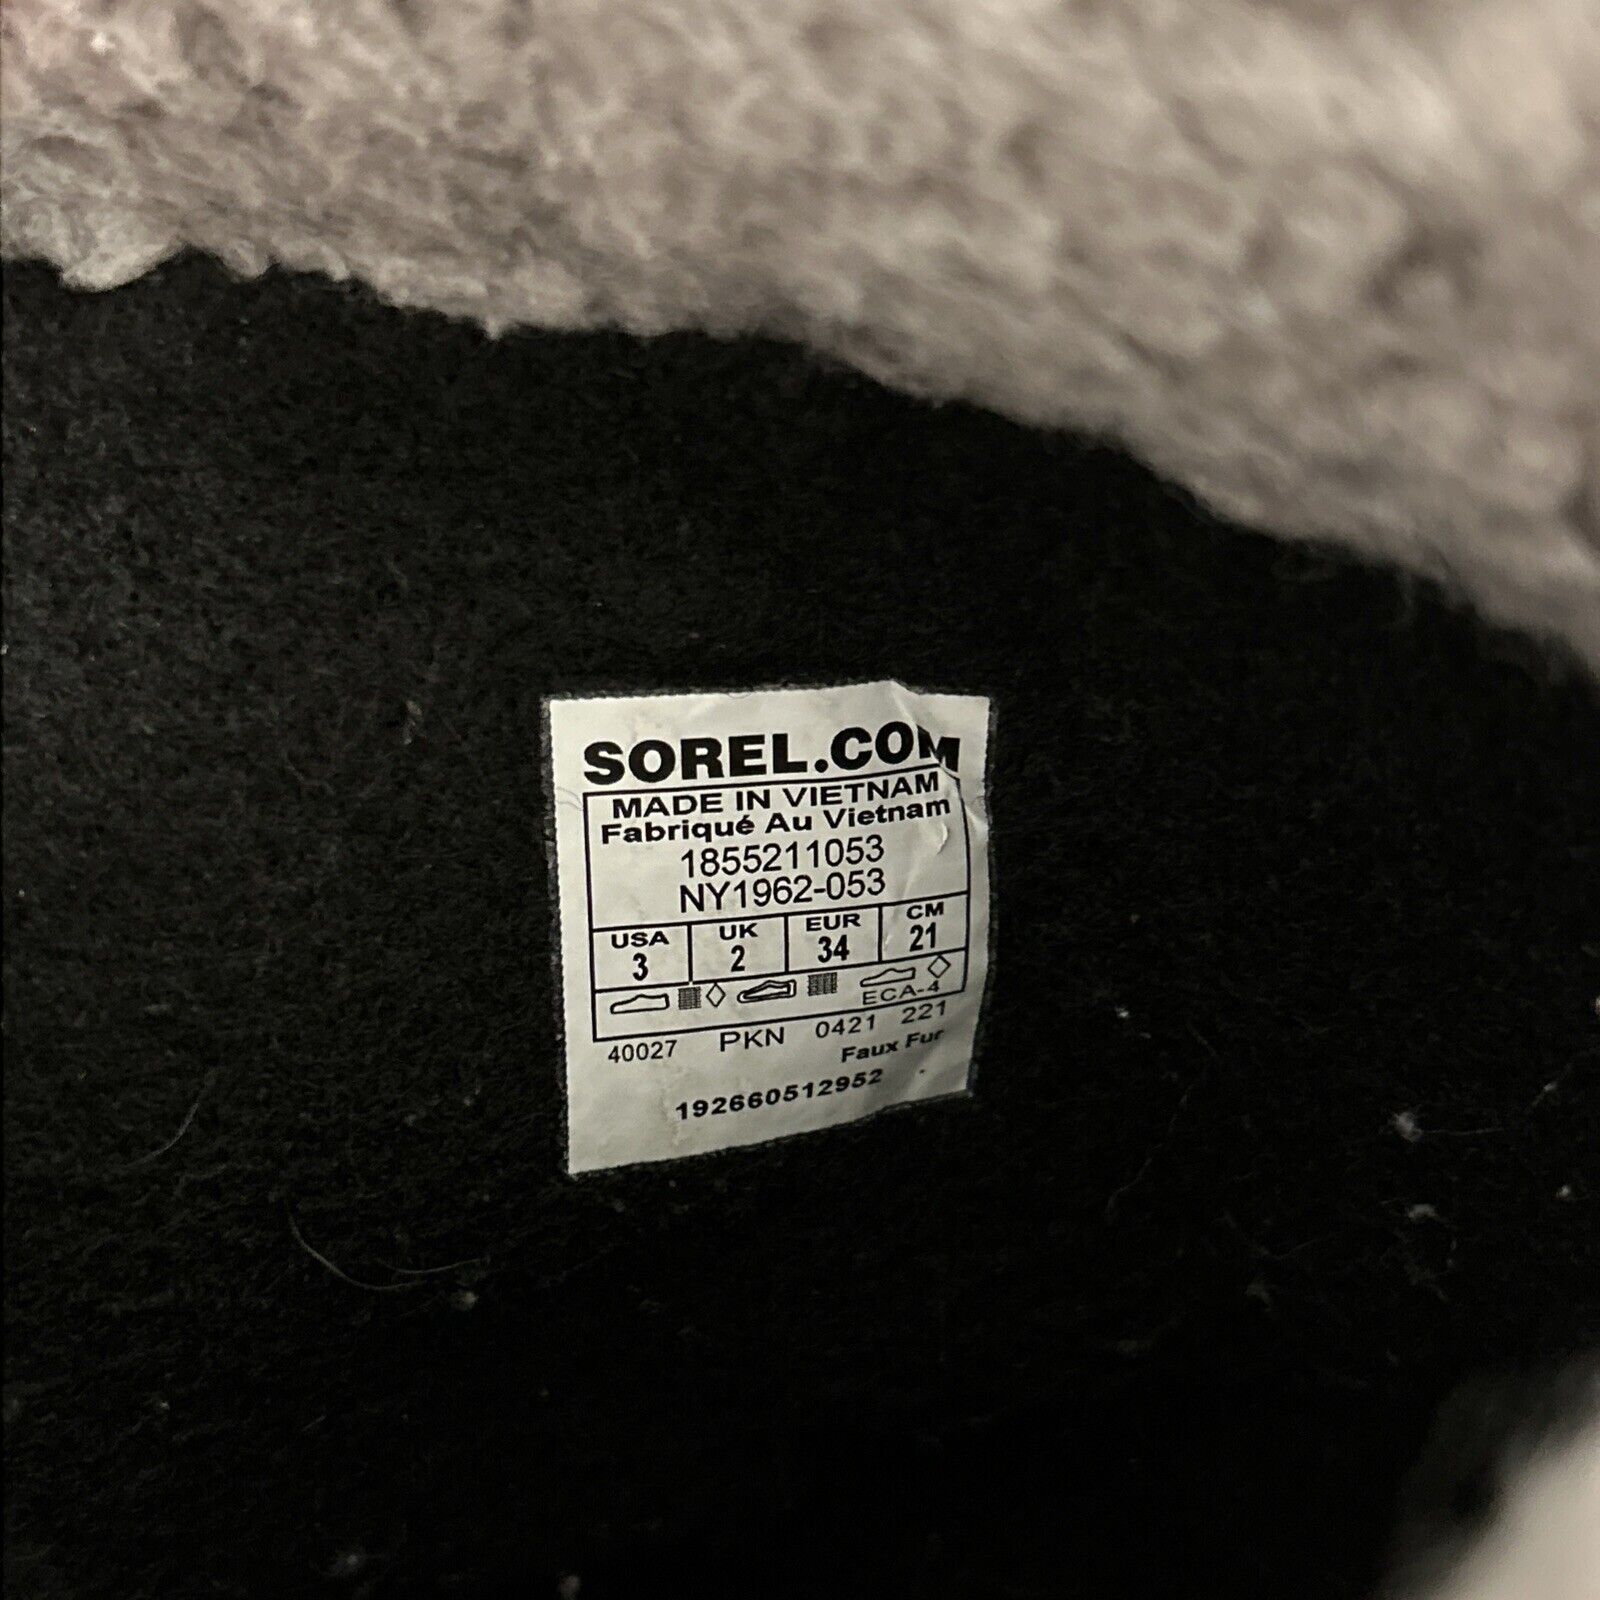 SOREL.COM
MADE IN VIETNAM
Fabriqué Au Vietnam
1855211053
NY1962-053
USA UK EUR CM
3 2 34 21
ECA-4
40027 PKN 0421 221
Faux Fur
192660512952